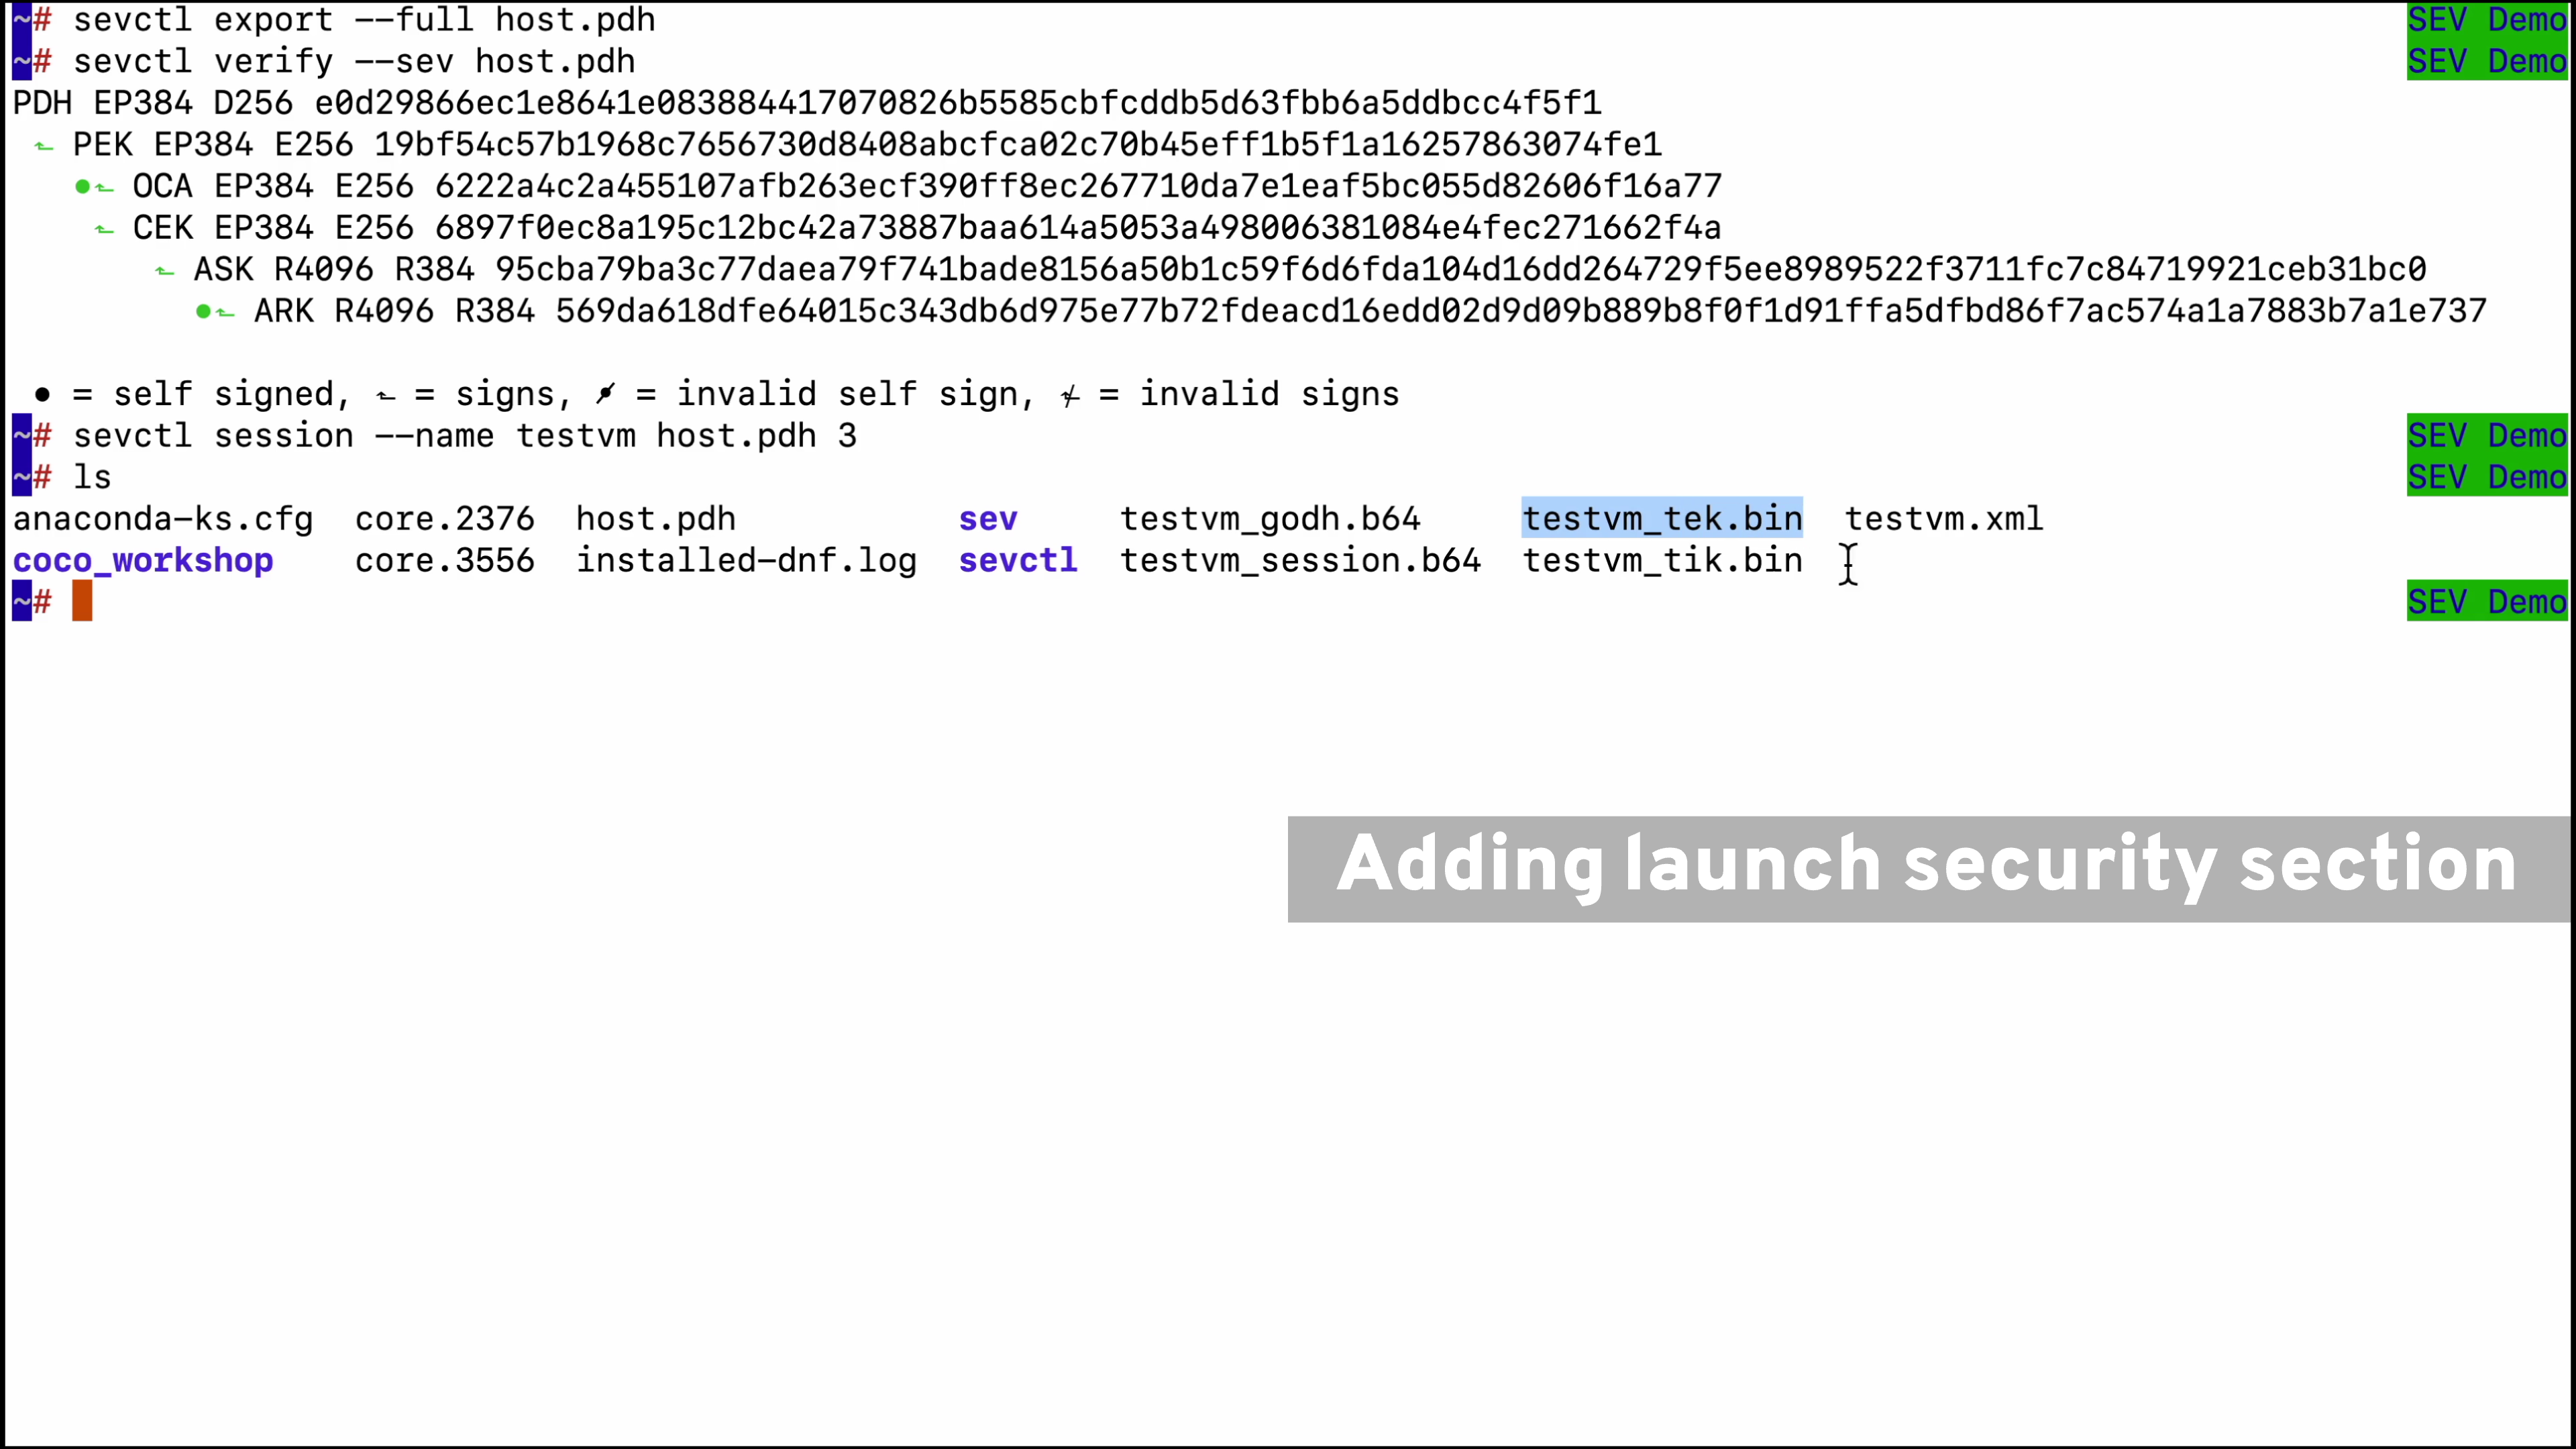 ~# sevctl export --full host.pdh SEV Demo
~# sevctl verify --sev host.pdh SEV Demo
PDH EP384 D256 e0d29866ec1e8641e083884417070826b5585cbfcddb5d63fbb6a5ddbcc4f5f1
⬑ PEK EP384 E256 19bf54c57b1968c7656730d8408abcfca02c70b45eff1b5f1a16257863074fe1
•⬑ OCA EP384 E256 6222a4c2a455107afb263ecf390ff8ec267710da7e1eaf5bc055d82606f16a77
⬑ CEK EP384 E256 6897f0ec8a195c12bc42a73887baa614a5053a498006381084e4fec271662f4a
⬑ ASK R4096 R384 95cba79ba3c77daea79f741bade8156a50b1c59f6d6fda104d16dd264729f5ee8989522f3711fc7c84719921ceb31bc0
•⬑ ARK R4096 R384 569da618dfe64015c343db6d975e77b72fdeacd16edd02d9d09b889b8f0f1d91ffa5dfbd86f7ac574a1a7883b7a1e737
• = self signed, ⬑ = signs, •̷ = invalid self sign, ⬑̸ = invalid signs
~# sevctl session --name testvm host.pdh 3 SEV Demo
~# ls SEV Demo
anaconda-ks.cfg core.2376 host.pdh sev testvm_godh.b64 testvm_tek.bin testvm.xml
coco_workshop core.3556 installed-dnf.log sevctl testvm_session.b64 testvm_tik.bin
~# SEV Demo
Adding launch security section